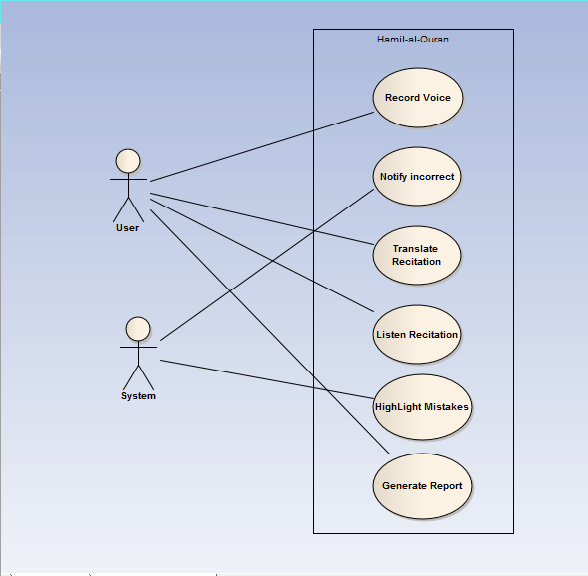 Hamil-al-Quran
Record Voice
Notify incorrect
User
Translate
Recitation
Listen Recitation
System
HighLight Mistakes
Generate Report